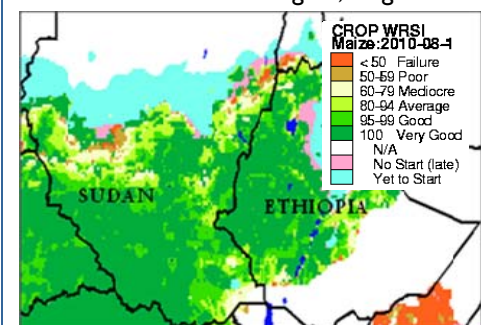 CROP WRSI
Maize:2010-08-1
<50 Failure
50-59 Poor
60-79 Mediocre
80-94 Average
95-99 Good
100 Very Good
N/A
No Start (late)
Yet to Start
SUDAN
ETHIOPIA